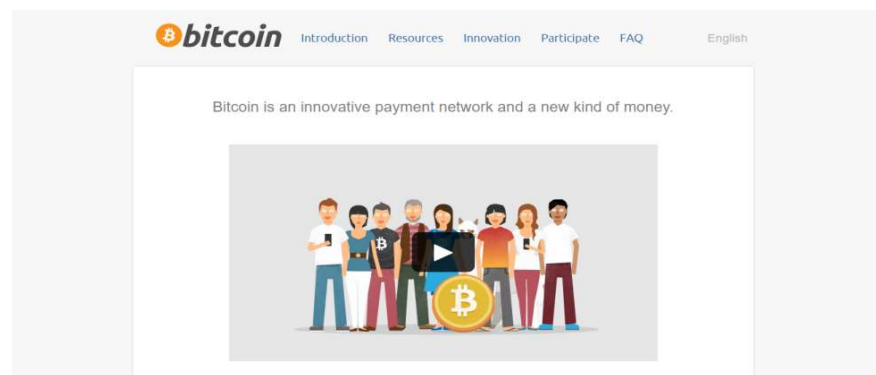 bitcoin Introduction Resources Innovation Participate FAQ English
Bitcoin is an innovative payment network and a new kind of money.